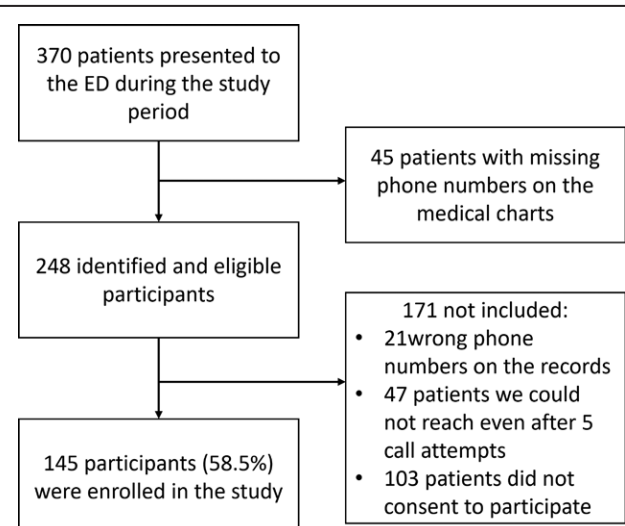 370 patients presented to
the ED during the study
period
45 patients with missing
phone numbers on the
medical charts
248 identified and eligible
participants
171 not included:
• 21wrong phone
numbers on the records
• 47 patients we could
not reach even after 5
call attempts
• 103 patients did not
consent to participate
145 participants (58.5%)
were enrolled in the study